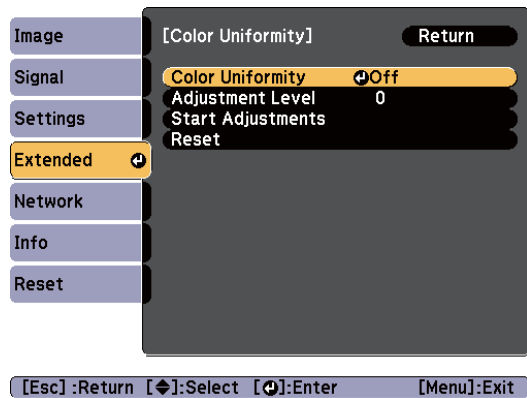 Image
Signal
Settings
Extended
Network
Info
Reset
[Color Uniformity] Return
Color Uniformity Off
Adjustment Level 0
Start Adjustments
Reset
[Esc] :Return [◆]:Select [↵]:Enter [Menu]:Exit